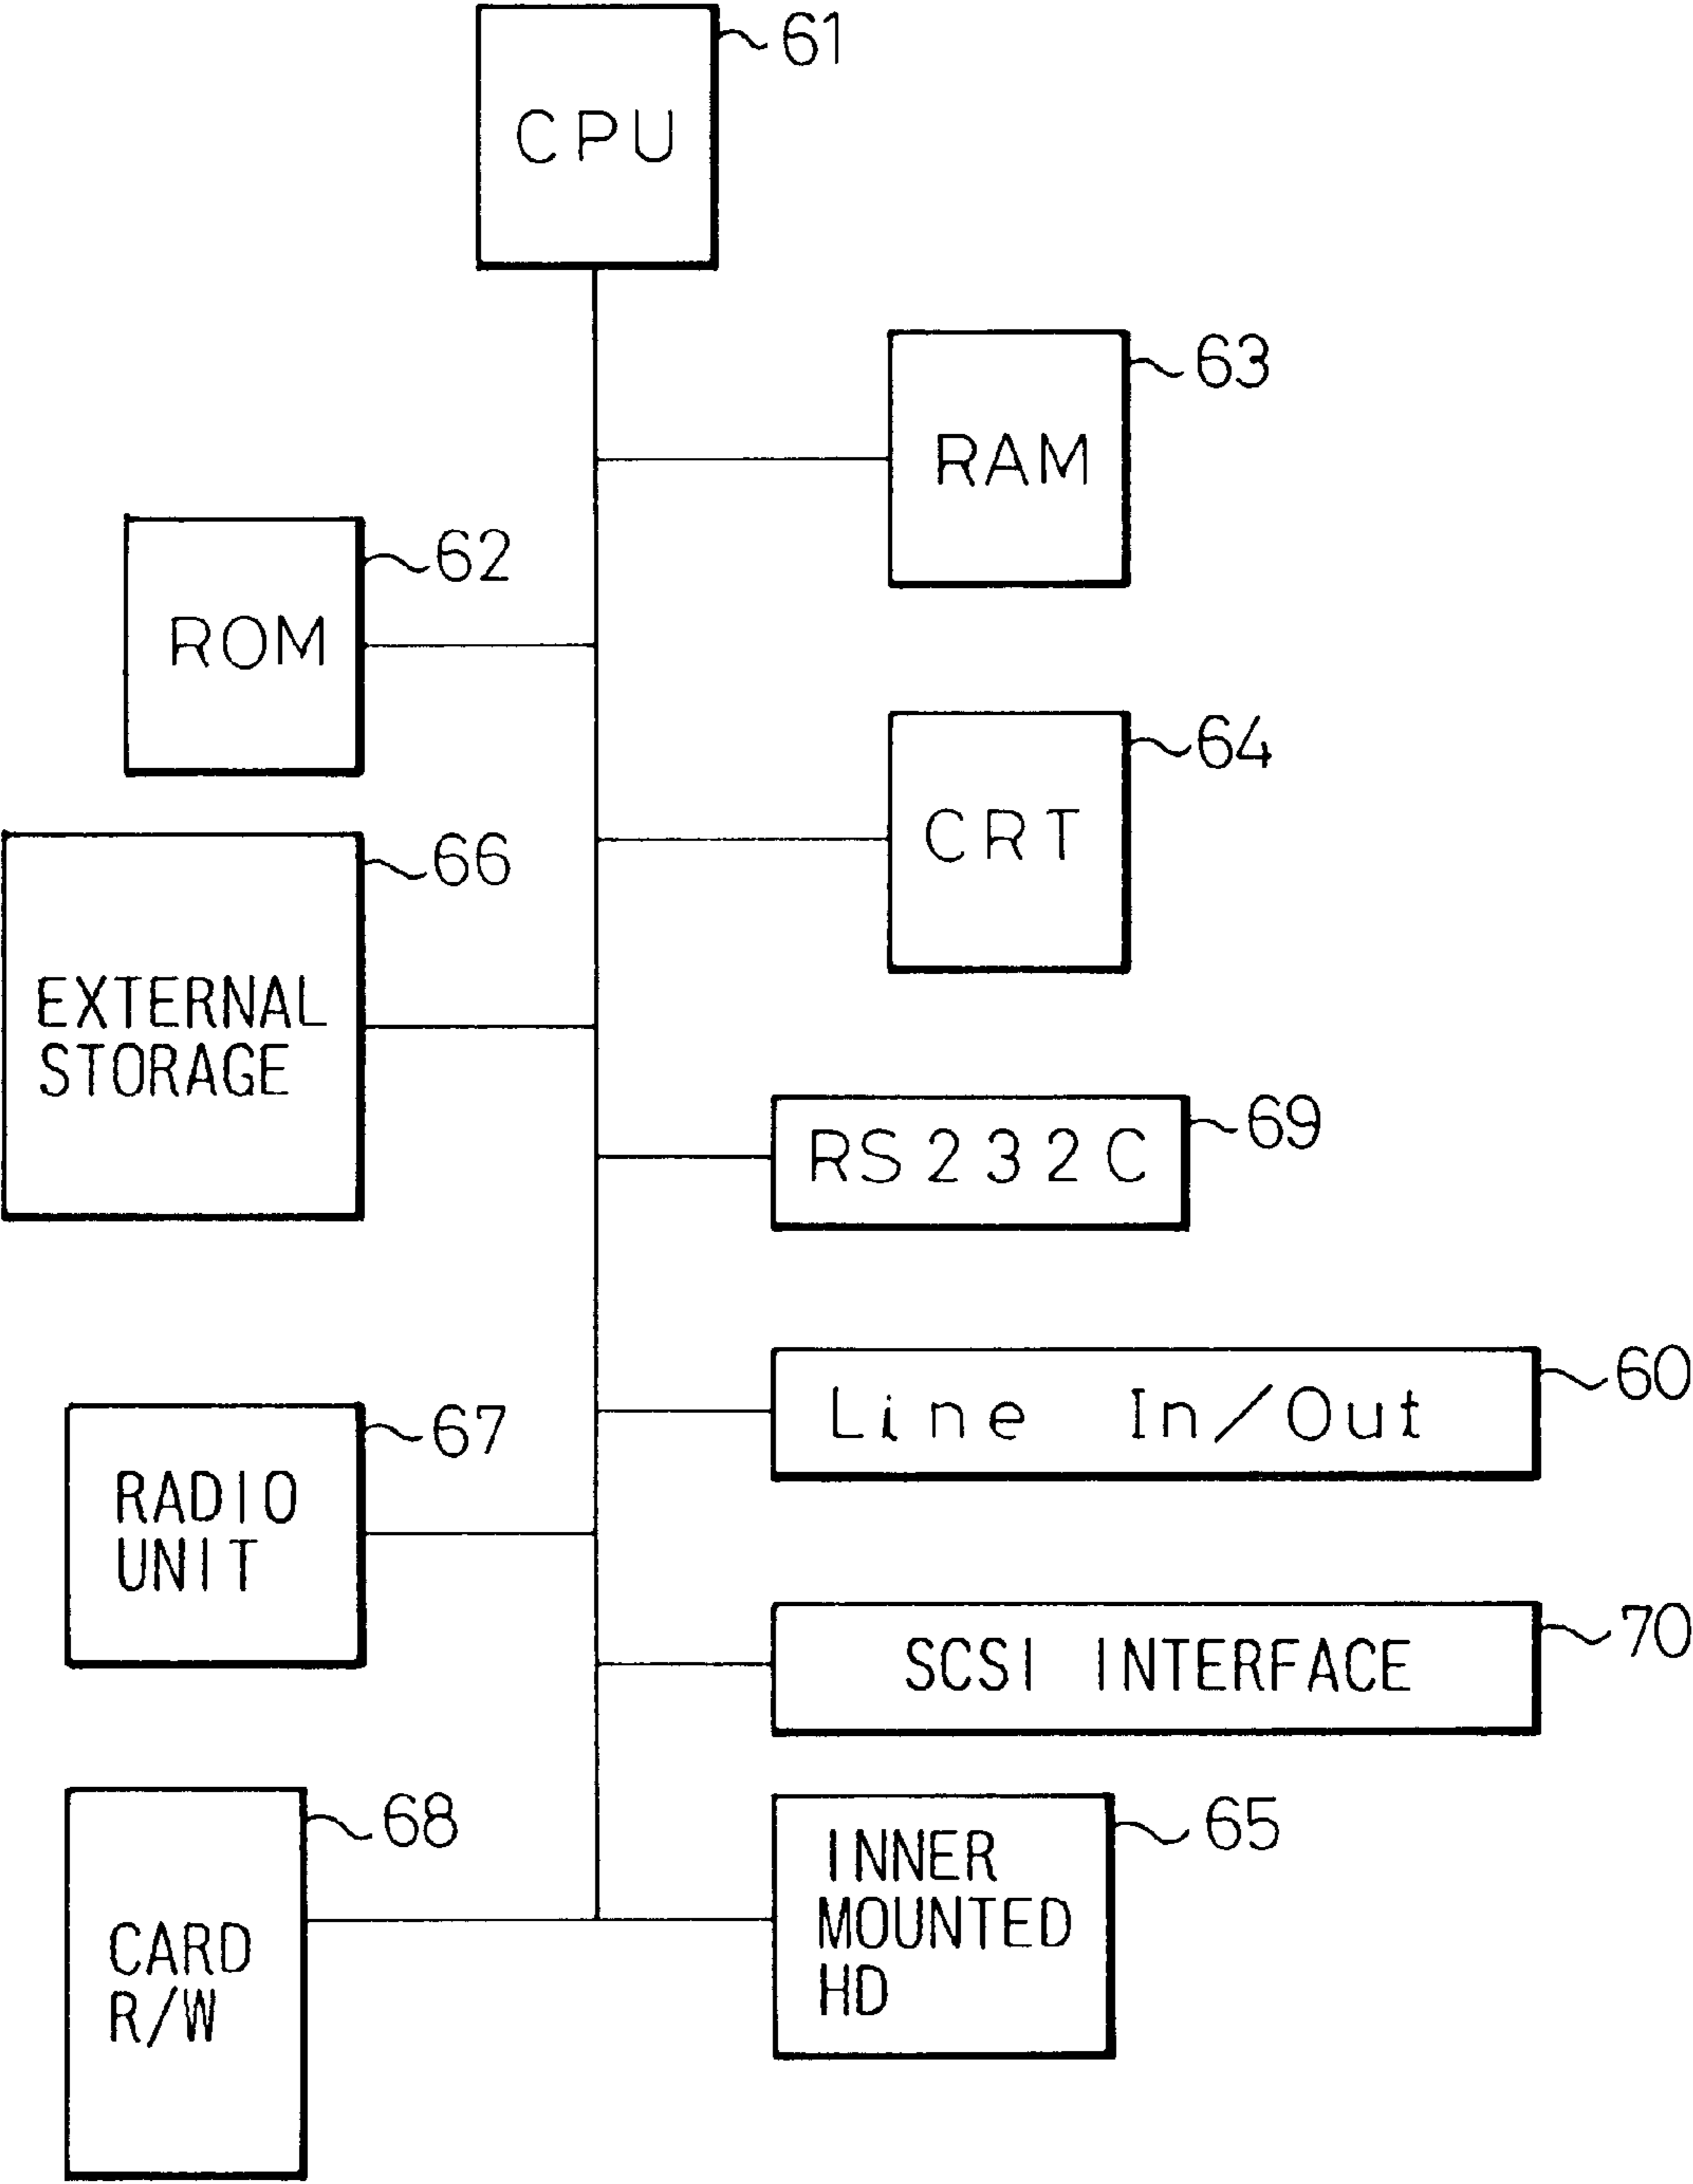 61
CPU
63
RAM
62
ROM
64
CRT
66
EXTERNAL
STORAGE
69
RS232C
60
Line In/Out
67
RADIO
UNIT
70
SCSI INTERFACE
68
CARD
R/W
65
INNER
MOUNTED
HD